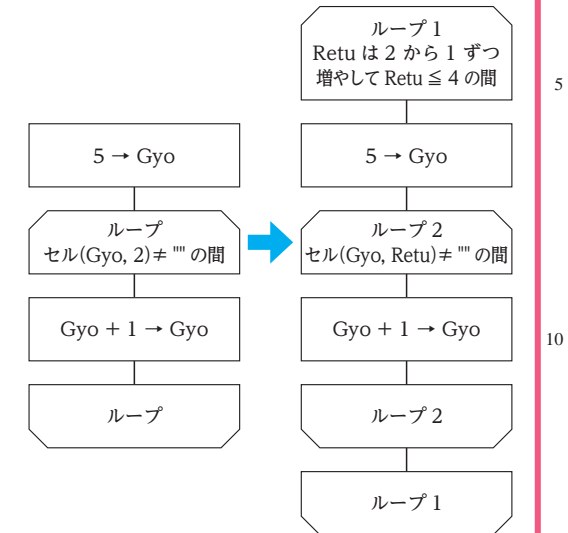 5 → Gyo
ループ
セル(Gyo, 2)≠ "" の間
Gyo + 1 → Gyo
ループ
ループ 1
Retu は 2 から 1 ずつ
増やして Retu ≦ 4 の間
5 → Gyo
ループ 2
セル(Gyo, Retu)≠ "" の間
Gyo + 1 → Gyo
ループ 2
ループ 1
5
10